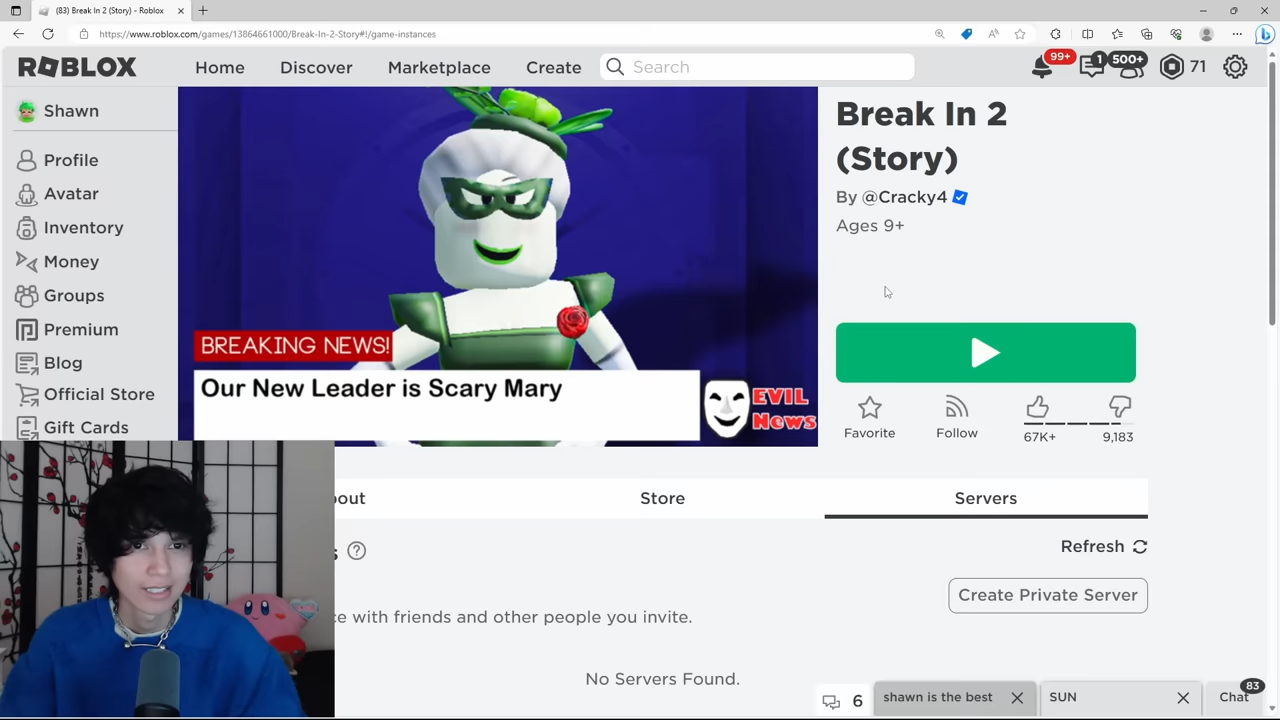 (83) Break In 2 (Story) - Roblox
https://www.roblox.com/games/13864661000/Break-In-2-Story#!/game-instances
ROBLOX
Home
Discover
Marketplace
Create
Search
99+
1
500+
71
Shawn
Profile
Avatar
Inventory
Money
Groups
Premium
Blog
Official Store
Gift Cards
BREAKING NEWS!
Our New Leader is Scary Mary
EVIL
News
Break In 2
(Story)
By @Cracky4
Ages 9+
Favorite
Follow
67K+
9,183
bout
Store
Servers
s
Refresh
Create Private Server
ce with friends and other people you invite.
No Servers Found.
6
shawn is the best
SUN
Chat
83